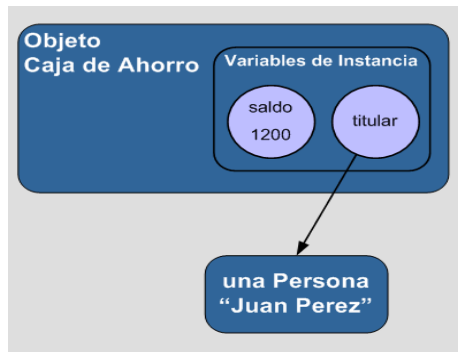 Objeto
Caja de Ahorro
Variables de Instancia
saldo
1200
titular
una Persona
“Juan Perez”